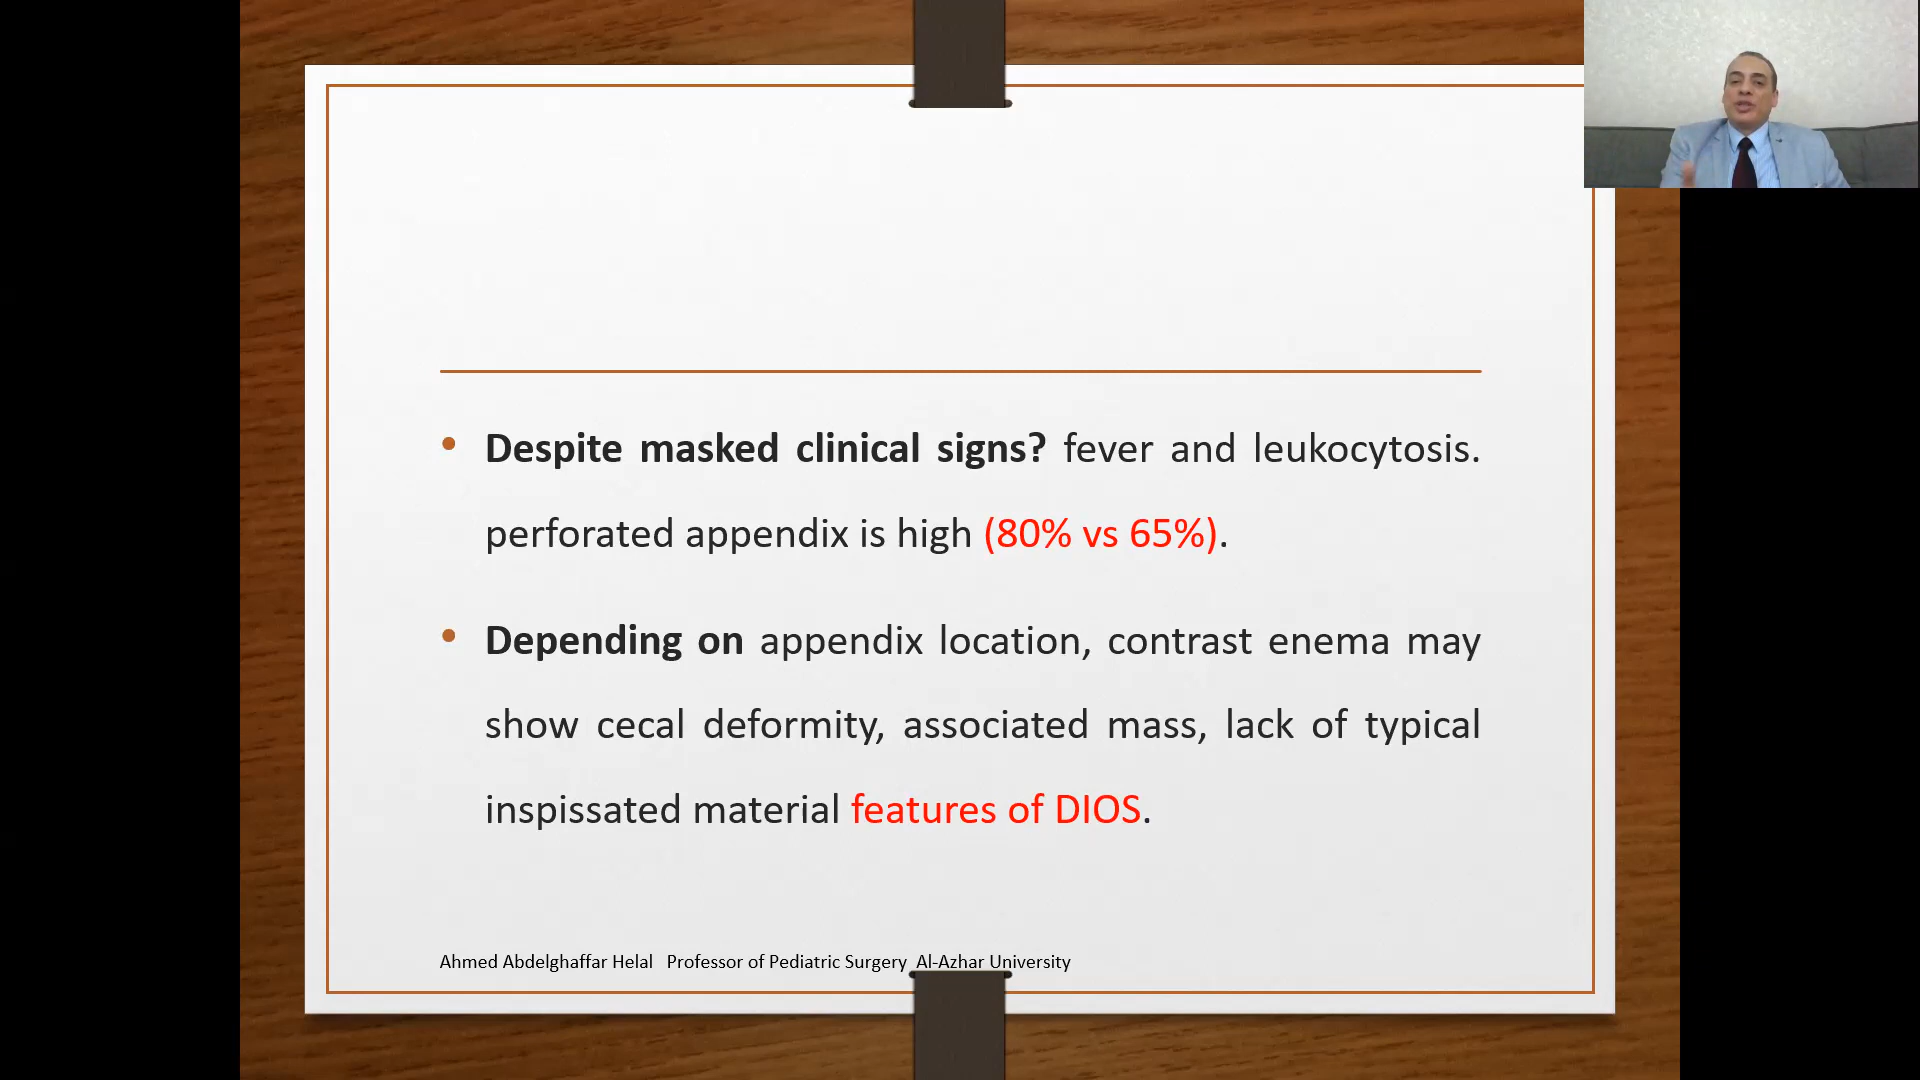 Despite masked clinical signs? fever and leukocytosis.
perforated appendix is high (80% vs 65%).
Depending on appendix location, contrast enema may
show cecal deformity, associated mass, lack of typical
inspissated material features of DIOS.
Ahmed Abdelghaffar Helal Professor of Pediatric Surgery Al-Azhar University